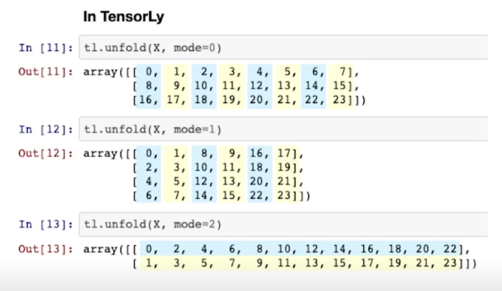 In TensorLy
In [11]: tl.unfold(X, mode=0)
Out[11]: array([[ 0, 1, 2, 3, 4, 5, 6, 7],
[ 8, 9, 10, 11, 12, 13, 14, 15],
[16, 17, 18, 19, 20, 21, 22, 23]])
In [12]: tl.unfold(X, mode=1)
Out[12]: array([[ 0, 1, 8, 9, 16, 17],
[ 2, 3, 10, 11, 18, 19],
[ 4, 5, 12, 13, 20, 21],
[ 6, 7, 14, 15, 22, 23]])
In [13]: tl.unfold(X, mode=2)
Out[13]: array([[ 0, 2, 4, 6, 8, 10, 12, 14, 16, 18, 20, 22],
[ 1, 3, 5, 7, 9, 11, 13, 15, 17, 19, 21, 23]])